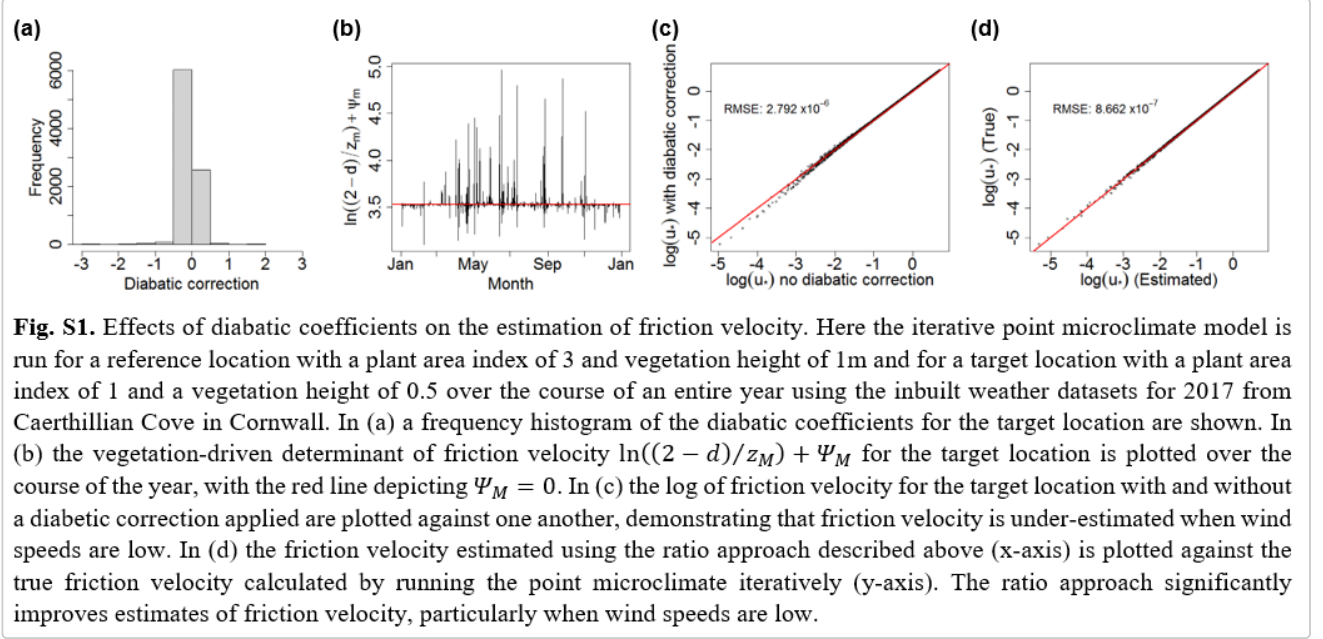 (a)
(b)
(c)
(d)
Frequency
0 2000 4000 6000
-3 -2 -1 0 1 2 3
Diabatic correction
ln((2 − d)/zₘ) + Ψₘ
3.5 4.0 4.5 5.0
Jan May Sep Jan
Month
log(u*) with diabatic correction
-5 -4 -3 -2 -1 0
RMSE: 2.792 x10⁻⁶
-5 -4 -3 -2 -1 0
log(u*) no diabatic correction
log(u*) (True)
-5 -4 -3 -2 -1 0
RMSE: 8.662 x10⁻⁷
-5 -4 -3 -2 -1 0
log(u*) (Estimated)
Fig. S1. Effects of diabatic coefficients on the estimation of friction velocity. Here the iterative point microclimate model is
run for a reference location with a plant area index of 3 and vegetation height of 1m and for a target location with a plant area
index of 1 and a vegetation height of 0.5 over the course of an entire year using the inbuilt weather datasets for 2017 from
Caerthillian Cove in Cornwall. In (a) a frequency histogram of the diabatic coefficients for the target location are shown. In
(b) the vegetation-driven determinant of friction velocity ln((2 − d)/z_M) + Ψ_M for the target location is plotted over the
course of the year, with the red line depicting Ψ_M = 0. In (c) the log of friction velocity for the target location with and without
a diabetic correction applied are plotted against one another, demonstrating that friction velocity is under-estimated when wind
speeds are low. In (d) the friction velocity estimated using the ratio approach described above (x-axis) is plotted against the
true friction velocity calculated by running the point microclimate iteratively (y-axis). The ratio approach significantly
improves estimates of friction velocity, particularly when wind speeds are low.